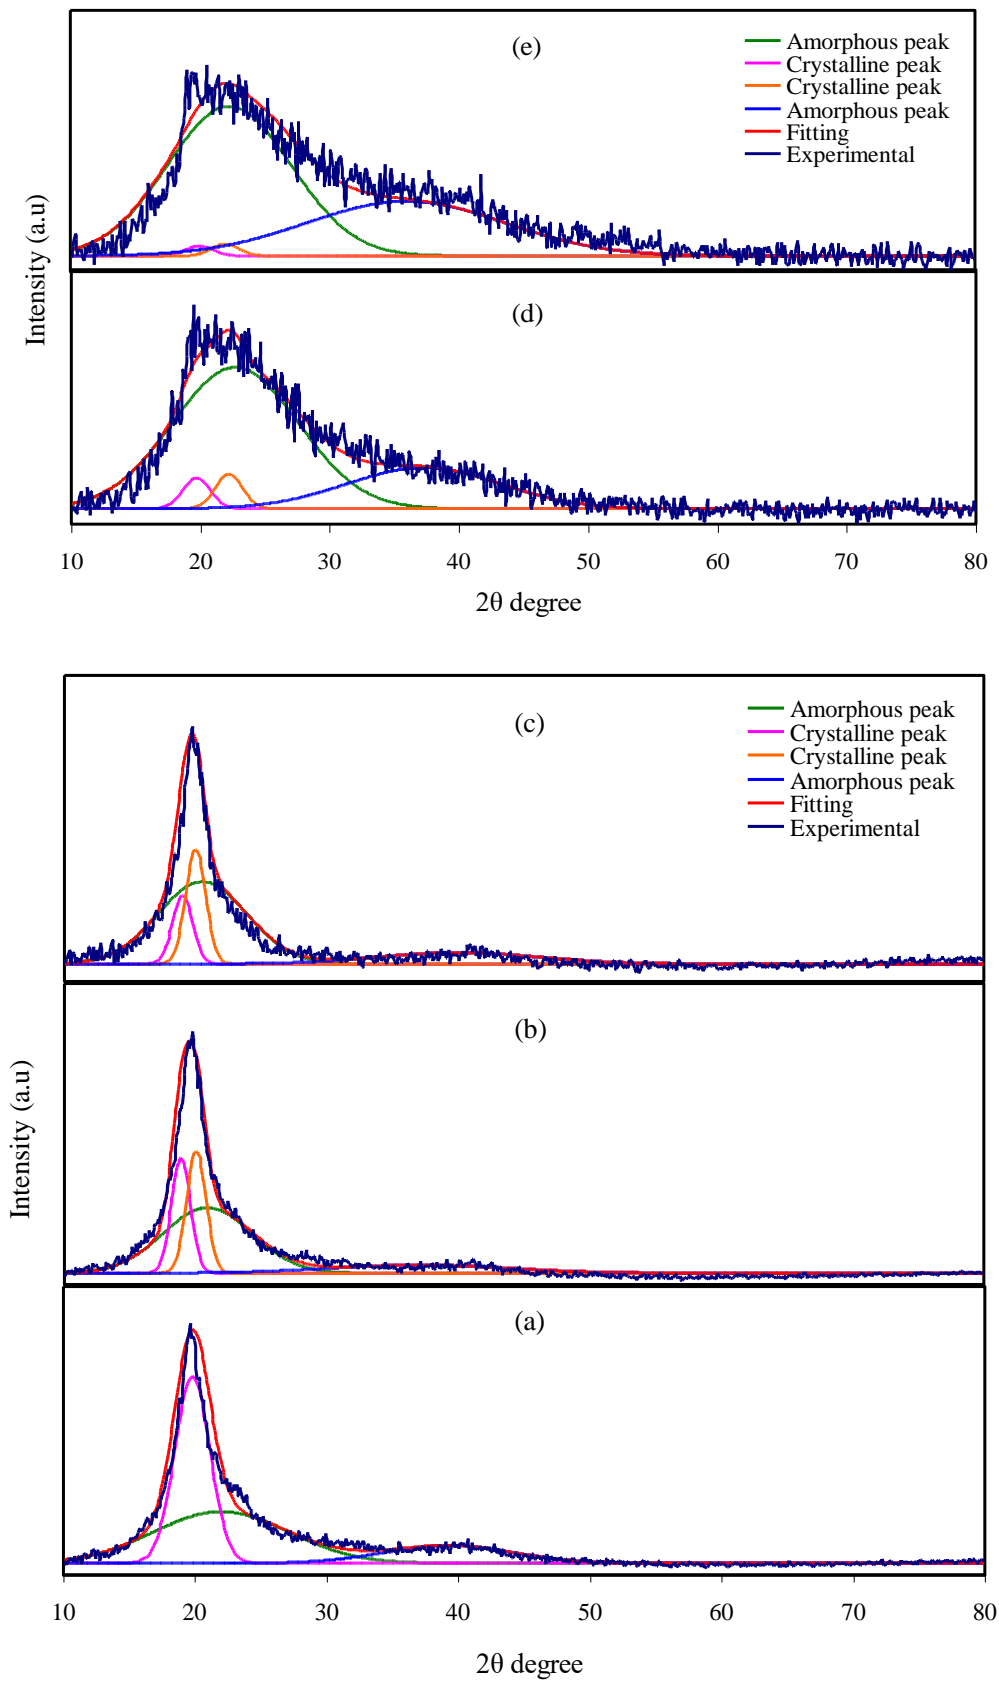 (e)
Amorphous peak
Crystalline peak
Crystalline peak
Amorphous peak
Fitting
Experimental
Intensity (a.u)
(d)
10 20 30 40 50 60 70 80
2θ degree
(c)
Amorphous peak
Crystalline peak
Crystalline peak
Amorphous peak
Fitting
Experimental
(b)
Intensity (a.u)
(a)
10 20 30 40 50 60 70 80
2θ degree